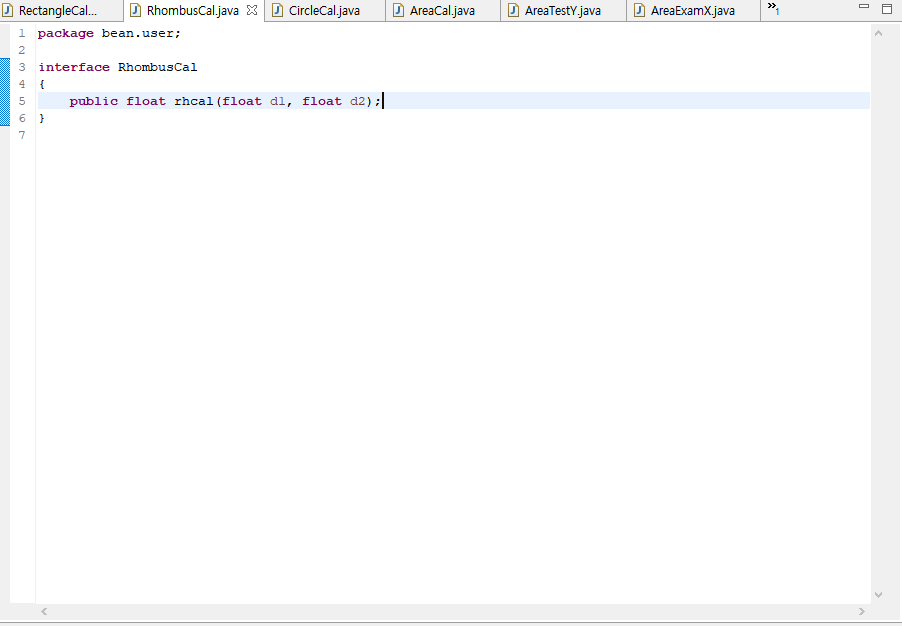 RectangleCal... RhombusCal.java CircleCal.java AreaCal.java AreaTestY.java AreaExamX.java »1
1 package bean.user;
2
3 interface RhombusCal
4 {
5 public float rhcal(float d1, float d2);
6 }
7